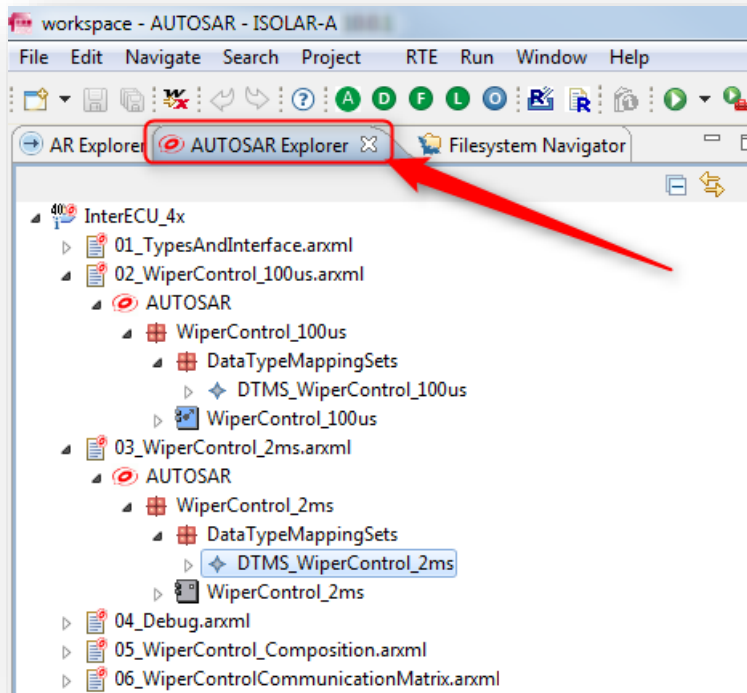 workspace - AUTOSAR - ISOLAR-A
File Edit Navigate Search Project RTE Run Window Help
A D F L O
AR Explorer AUTOSAR Explorer Filesystem Navigator
InterECU_4x
01_TypesAndInterface.arxml
02_WiperControl_100us.arxml
AUTOSAR
WiperControl_100us
DataTypeMappingSets
DTMS_WiperControl_100us
WiperControl_100us
03_WiperControl_2ms.arxml
AUTOSAR
WiperControl_2ms
DataTypeMappingSets
DTMS_WiperControl_2ms
WiperControl_2ms
04_Debug.arxml
05_WiperControl_Composition.arxml
06_WiperControlCommunicationMatrix.arxml